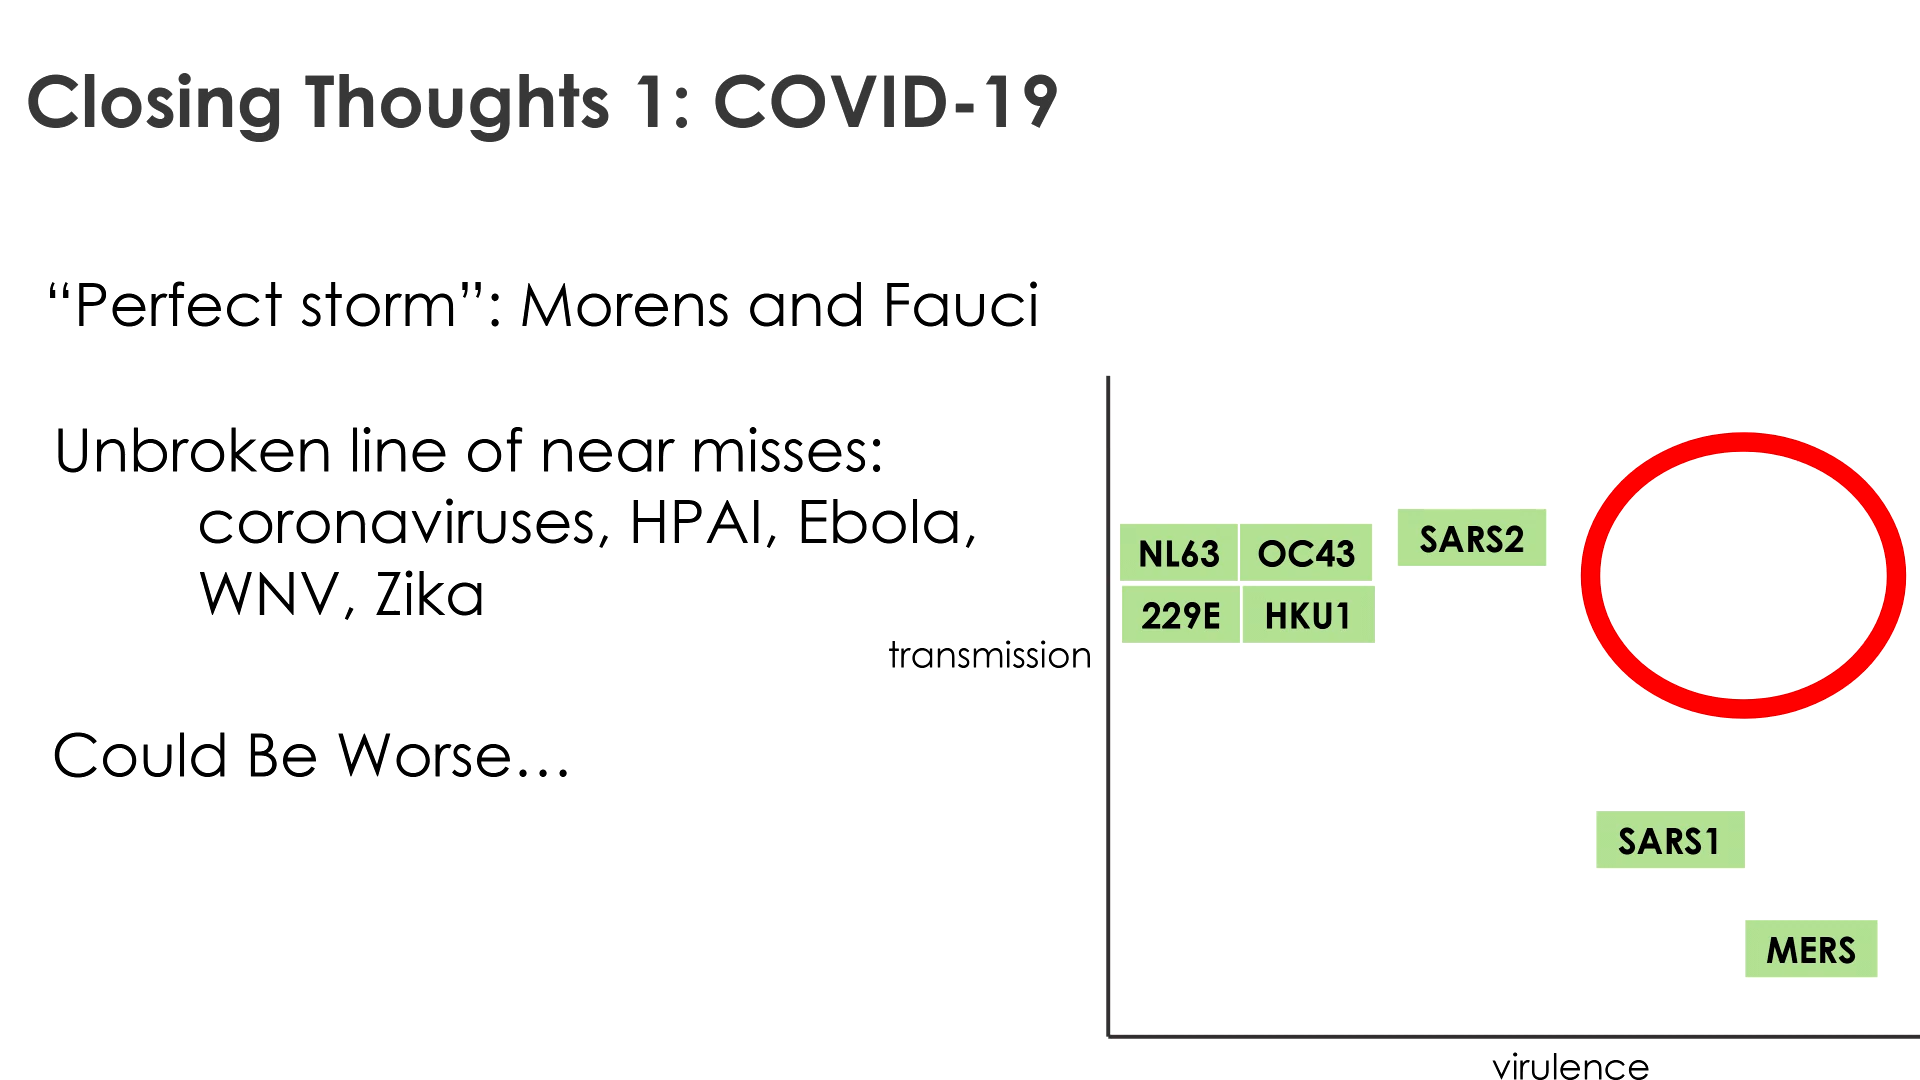 Closing Thoughts 1: COVID-19
“Perfect storm”: Morens and Fauci
Unbroken line of near misses:
coronaviruses, HPAI, Ebola,
WNV, Zika
Could Be Worse…
transmission
NL63 OC43
229E HKU1
SARS2
SARS1
MERS
virulence